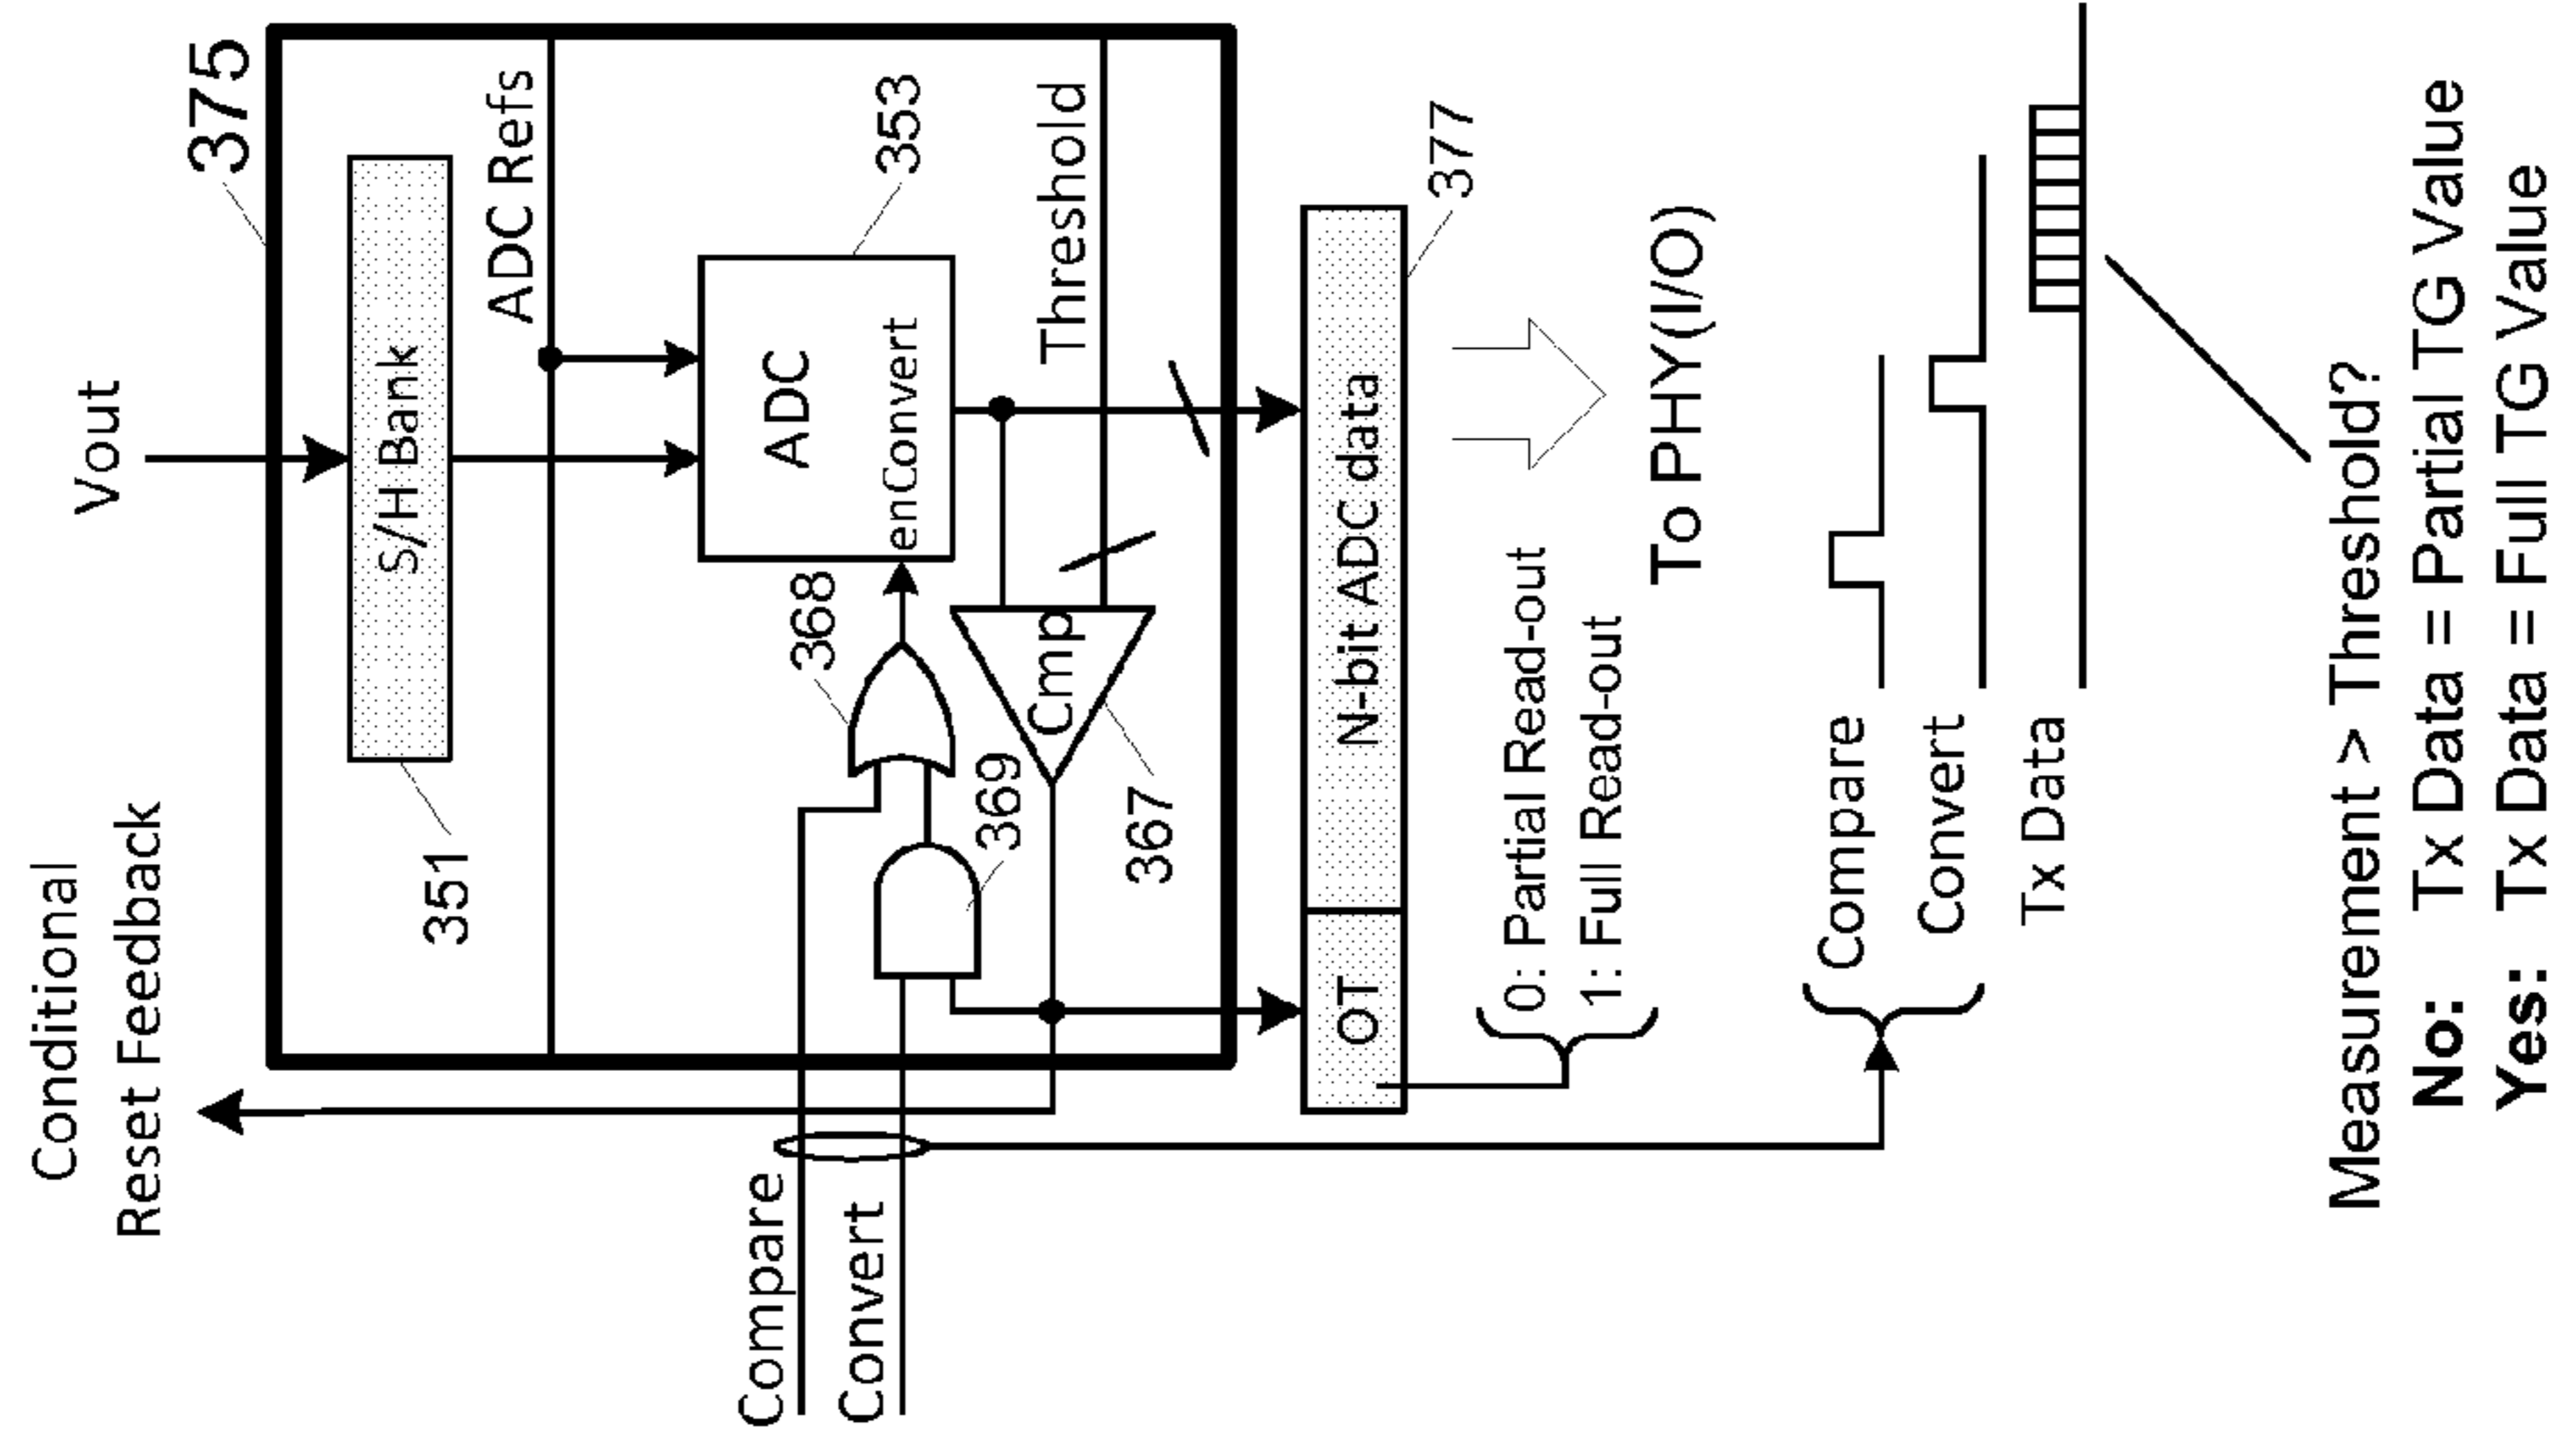 Conditional
Reset Feedback
Vout
375
S/H Bank
351
ADC Refs
ADC
enConvert
353
368
369
Compare
Convert
Threshold
Cmp
367
OT
N-bit ADC data
377
0: Partial Read-out
1: Full Read-out
To PHY(I/O)
Compare
Convert
Tx Data
Measurement > Threshold?
No: Tx Data = Partial TG Value
Yes: Tx Data = Full TG Value